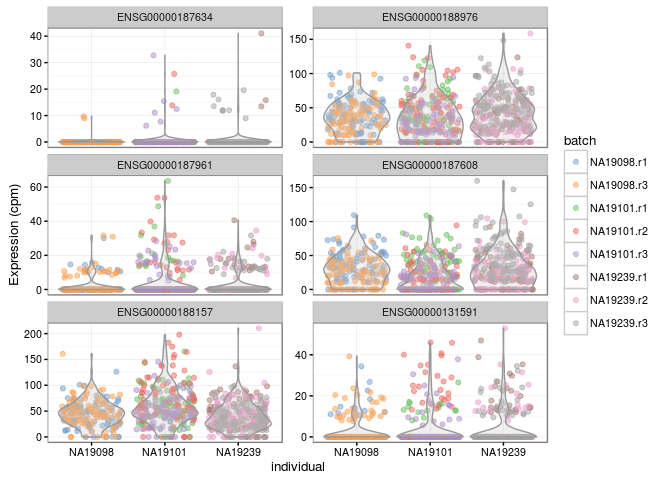 ENSG00000187634
ENSG00000188976
40
30
20
10
0
150
100
50
0
ENSG00000187961
ENSG00000187608
60
40
20
0
150
100
50
0
ENSG00000188157
ENSG00000131591
200
150
100
50
0
40
20
0
NA19098 NA19101 NA19239
NA19098 NA19101 NA19239
individual
Expression (cpm)
batch
NA19098.r1
NA19098.r3
NA19101.r1
NA19101.r2
NA19101.r3
NA19239.r1
NA19239.r2
NA19239.r3